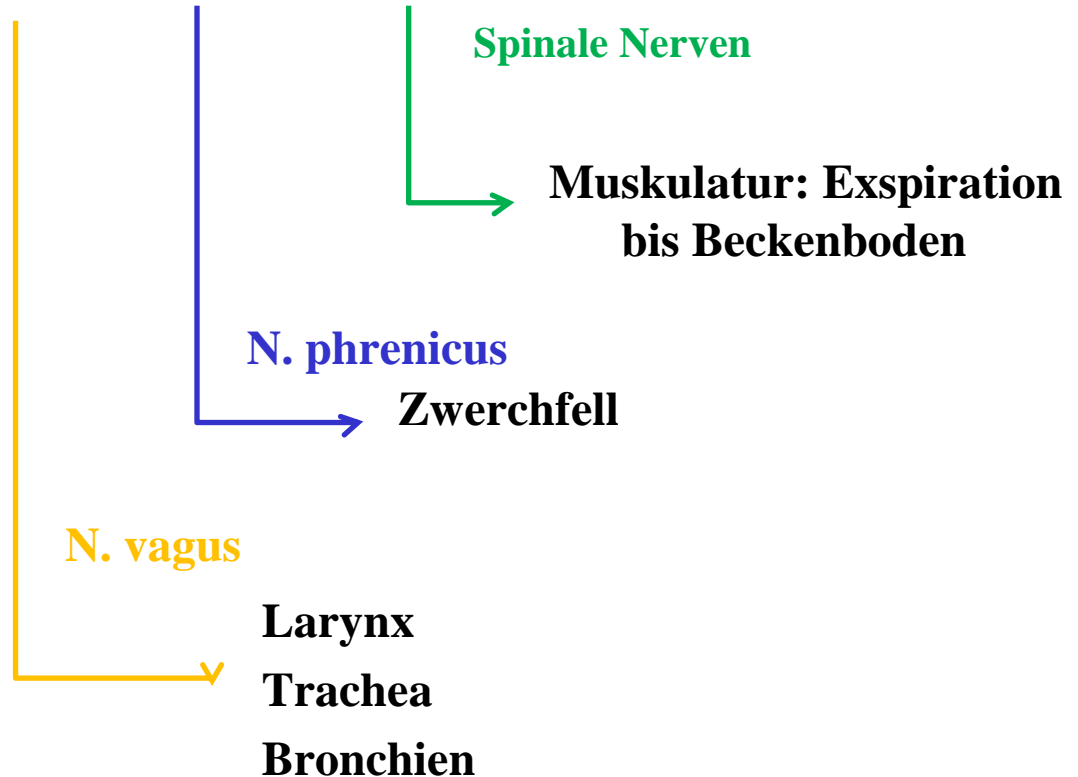 Spinale Nerven
Muskulatur: Exspiration
bis Beckenboden
N. phrenicus
Zwerchfell
N. vagus
Larynx
Trachea
Bronchien